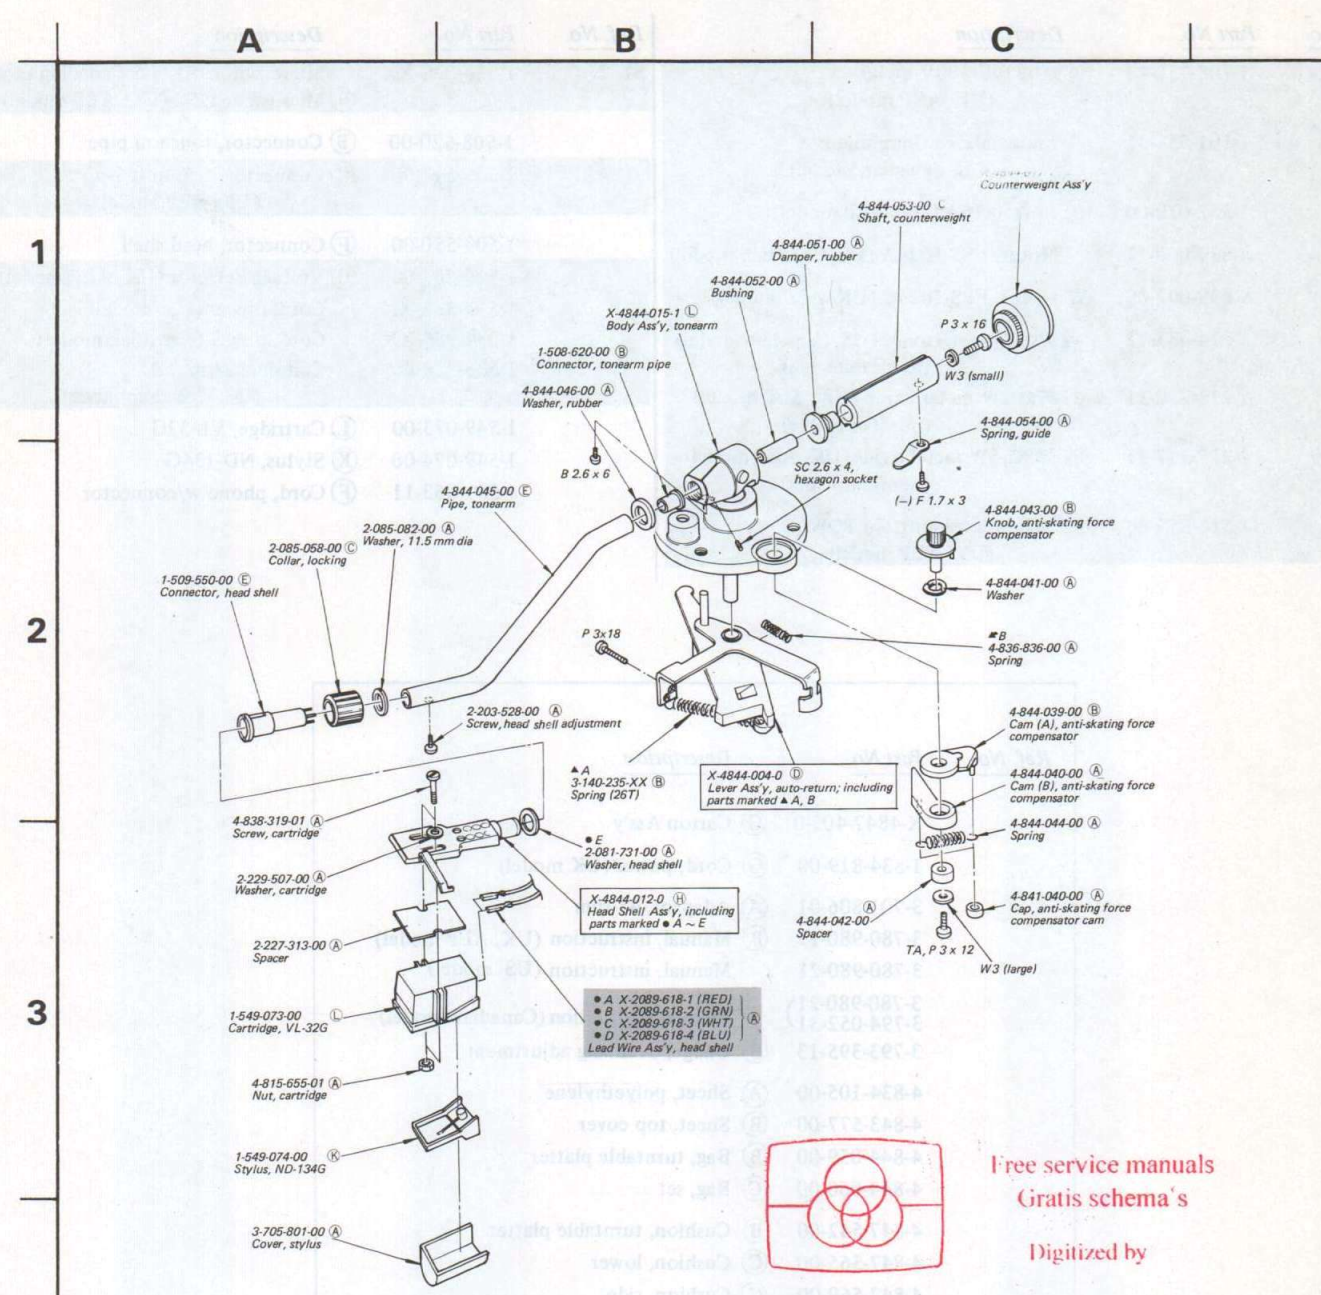 A B C
1
2
3
Counterweight Ass'y
4-844-053-00 Ⓒ
Shaft, counterweight
4-844-051-00 Ⓐ
Damper, rubber
4-844-052-00 Ⓐ
Bushing
X-4844-015-1 Ⓛ
Body Ass'y, tonearm
P 3 x 16
1-508-620-00 Ⓑ
Connector, tonearm pipe
W3 (small)
4-844-046-00 Ⓐ
Washer, rubber
4-844-054-00 Ⓐ
Spring, guide
B 2.6 x 6
SC 2.6 x 4,
hexagon socket
(−) F 1.7 x 3
4-844-045-00 Ⓔ
Pipe, tonearm
4-844-043-00 Ⓑ
Knob, anti-skating force
compensator
2-085-082-00 Ⓐ
Washer, 11.5 mm dia
2-085-058-00 Ⓒ
Collar, locking
1-509-550-00 Ⓔ
Connector, head shell
4-844-041-00 Ⓐ
Washer
P 3x18
B
4-836-836-00 Ⓐ
Spring
2-203-528-00 Ⓐ
Screw, head shell adjustment
4-844-039-00 Ⓑ
Cam (A), anti-skating force
compensator
▲ A
3-140-235-XX Ⓑ
Spring (26T)
X-4844-004-0 Ⓓ
Lever Ass'y, auto-return; including
parts marked ▲ A, B
4-844-040-00 Ⓐ
Cam (B), anti-skating force
compensator
4-838-319-01 Ⓐ
Screw, cartridge
4-844-044-00 Ⓐ
Spring
● E
2-081-731-00 Ⓐ
Washer, head shell
2-229-507-00 Ⓐ
Washer, cartridge
X-4844-012-0 Ⓗ
Head Shell Ass'y, including
parts marked ● A ~ E
4-841-040-00 Ⓐ
Cap, anti-skating force
compensator cam
Ⓐ
4-844-042-00
Spacer
2-227-313-00 Ⓐ
Spacer
TA, P 3 x 12
W3 (large)
● A X-2089-618-1 (RED)
● B X-2089-618-2 (GRN)
● C X-2089-618-3 (WHT)
● D X-2089-618-4 (BLU)
Ⓐ
Lead Wire Ass'y, head shell
1-549-073-00 Ⓛ
Cartridge, VL-32G
4-815-655-01 Ⓐ
Nut, cartridge
1-549-074-00 Ⓚ
Stylus, ND-134G
3-705-801-00 Ⓐ
Cover, stylus
Free service manuals
Gratis schema's
Digitized by